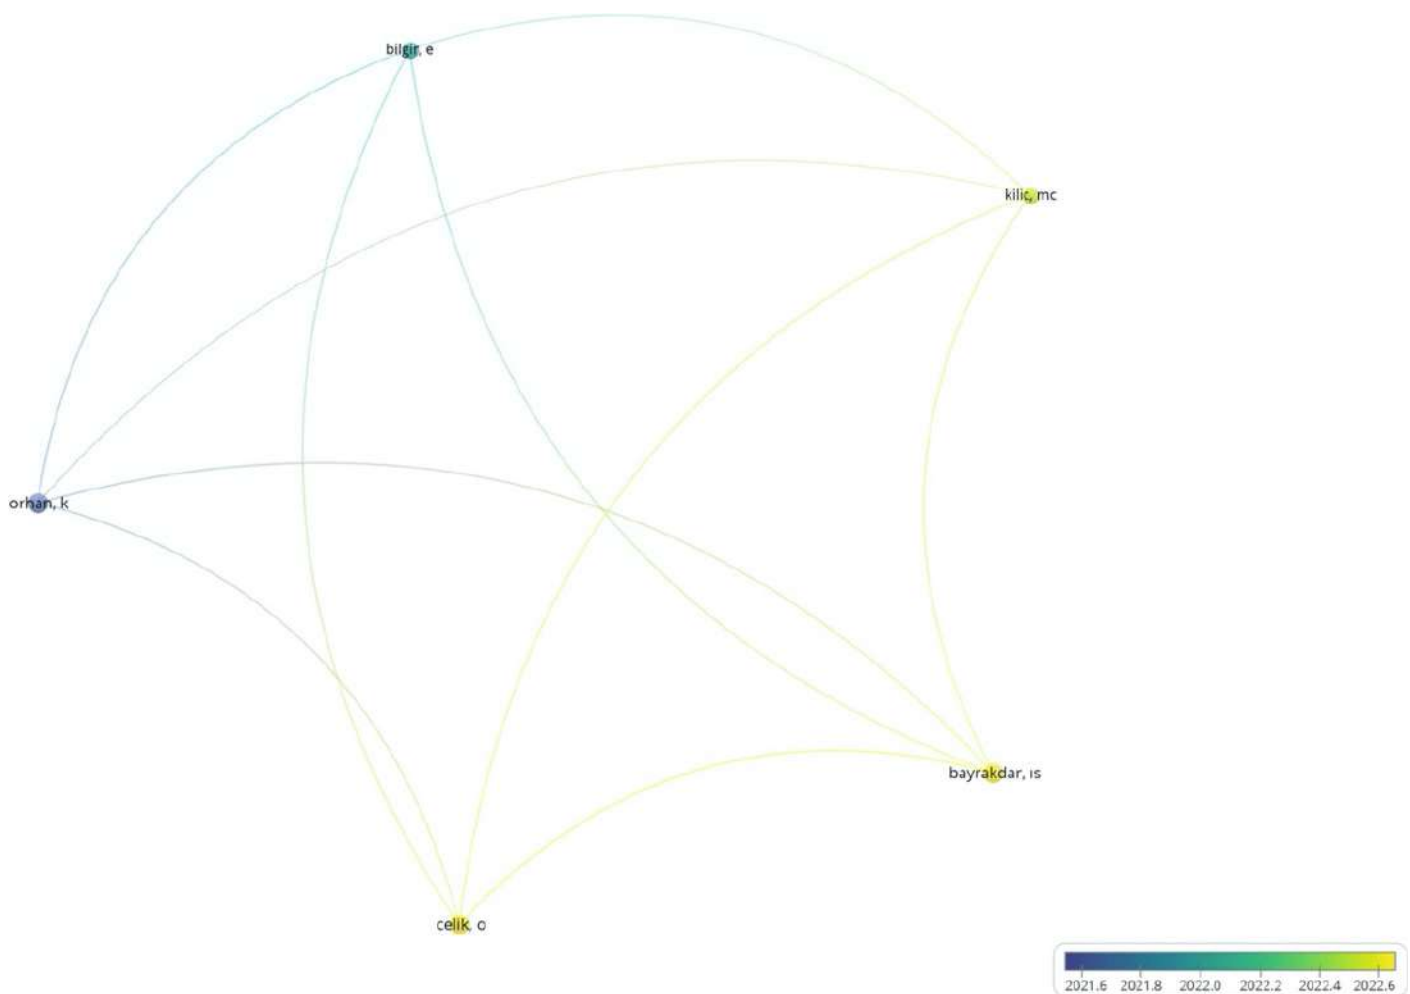 bilgir, e
kilic, mc
orhan, k
bayrakdar, ıs
celik, o
2021.6 2021.8 2022.0 2022.2 2022.4 2022.6